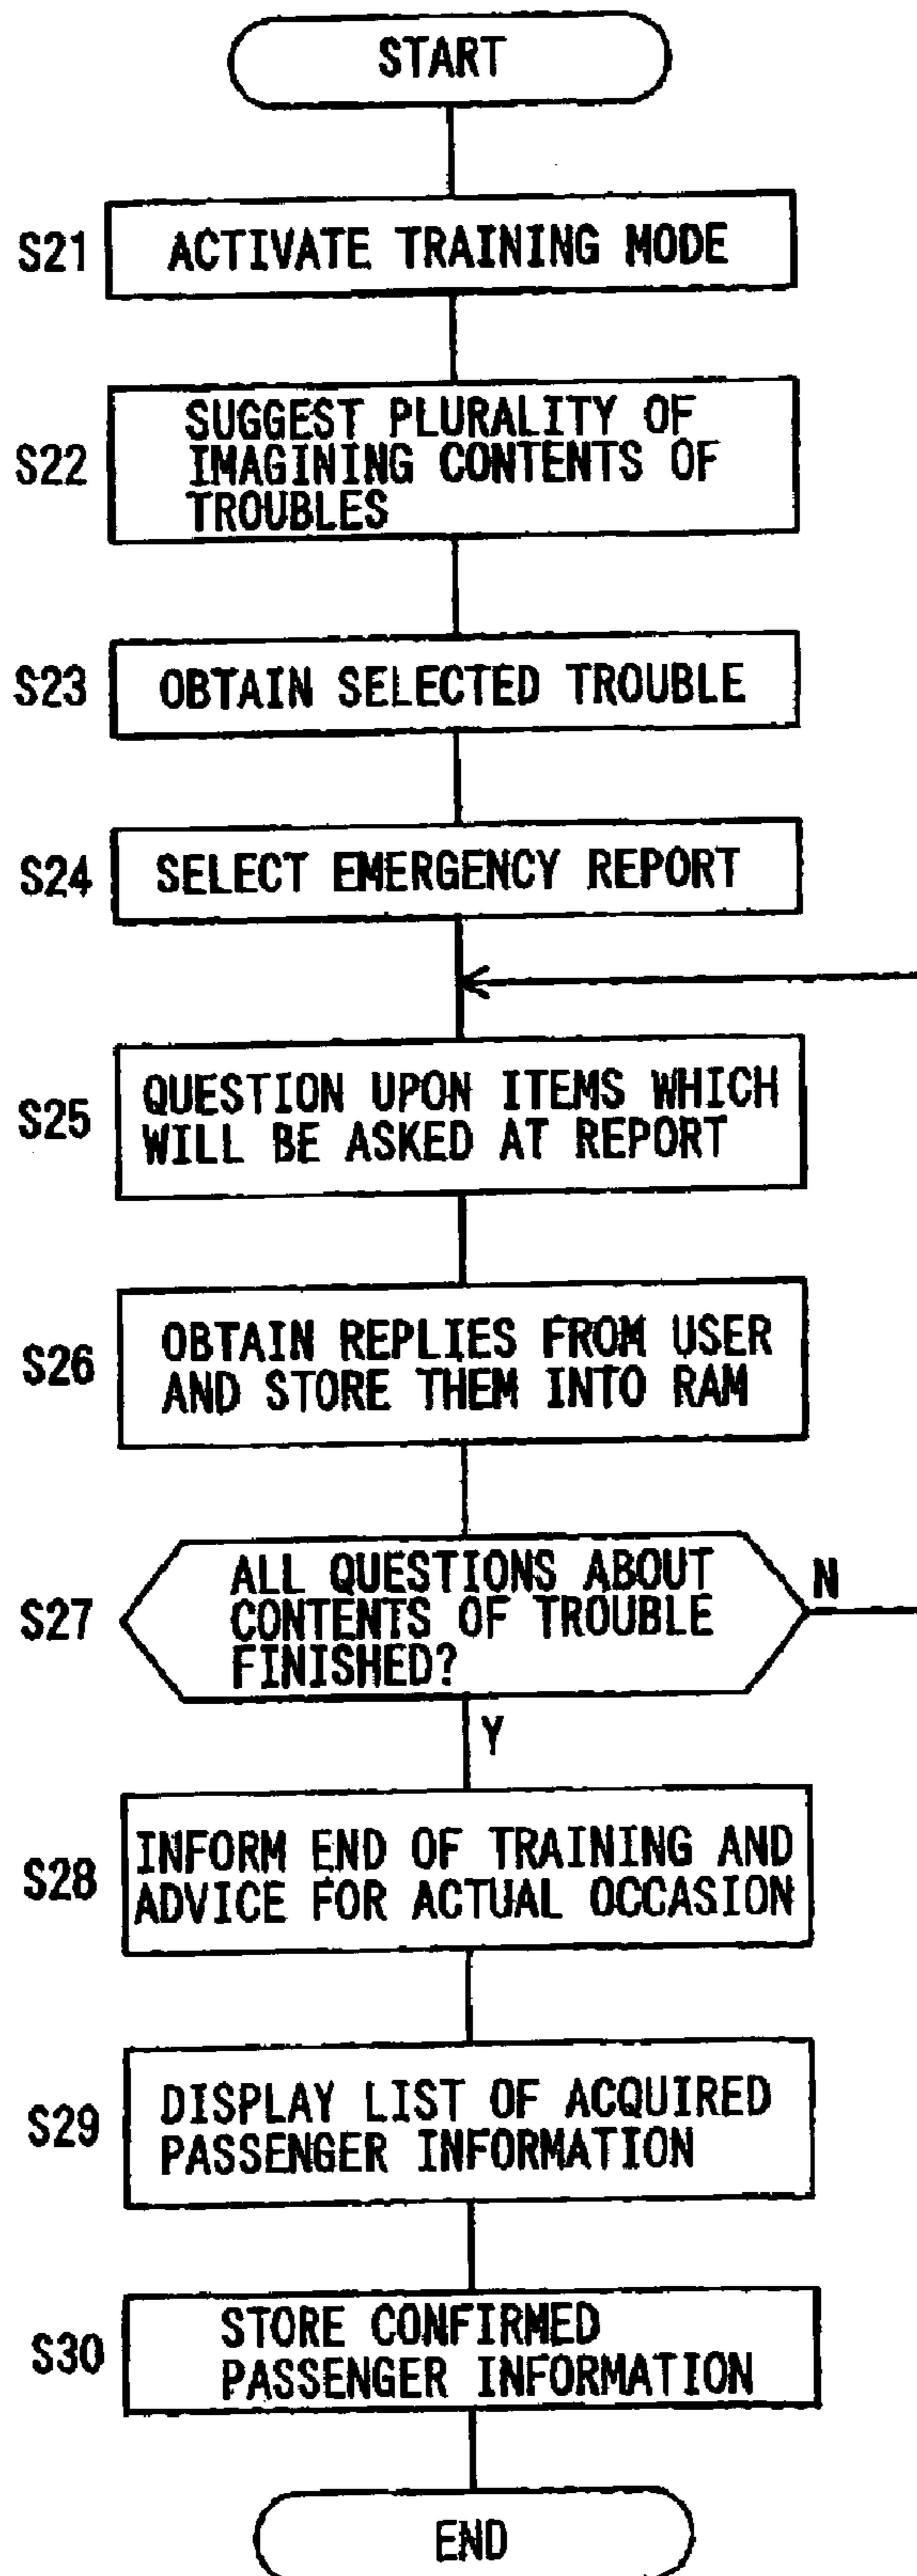 START
S21
ACTIVATE TRAINING MODE
S22
SUGGEST PLURALITY OF
IMAGINING CONTENTS OF
TROUBLES
S23
OBTAIN SELECTED TROUBLE
S24
SELECT EMERGENCY REPORT
S25
QUESTION UPON ITEMS WHICH
WILL BE ASKED AT REPORT
S26
OBTAIN REPLIES FROM USER
AND STORE THEM INTO RAM
S27
ALL QUESTIONS ABOUT
CONTENTS OF TROUBLE
FINISHED?
N
Y
S28
INFORM END OF TRAINING AND
ADVICE FOR ACTUAL OCCASION
S29
DISPLAY LIST OF ACQUIRED
PASSENGER INFORMATION
S30
STORE CONFIRMED
PASSENGER INFORMATION
END